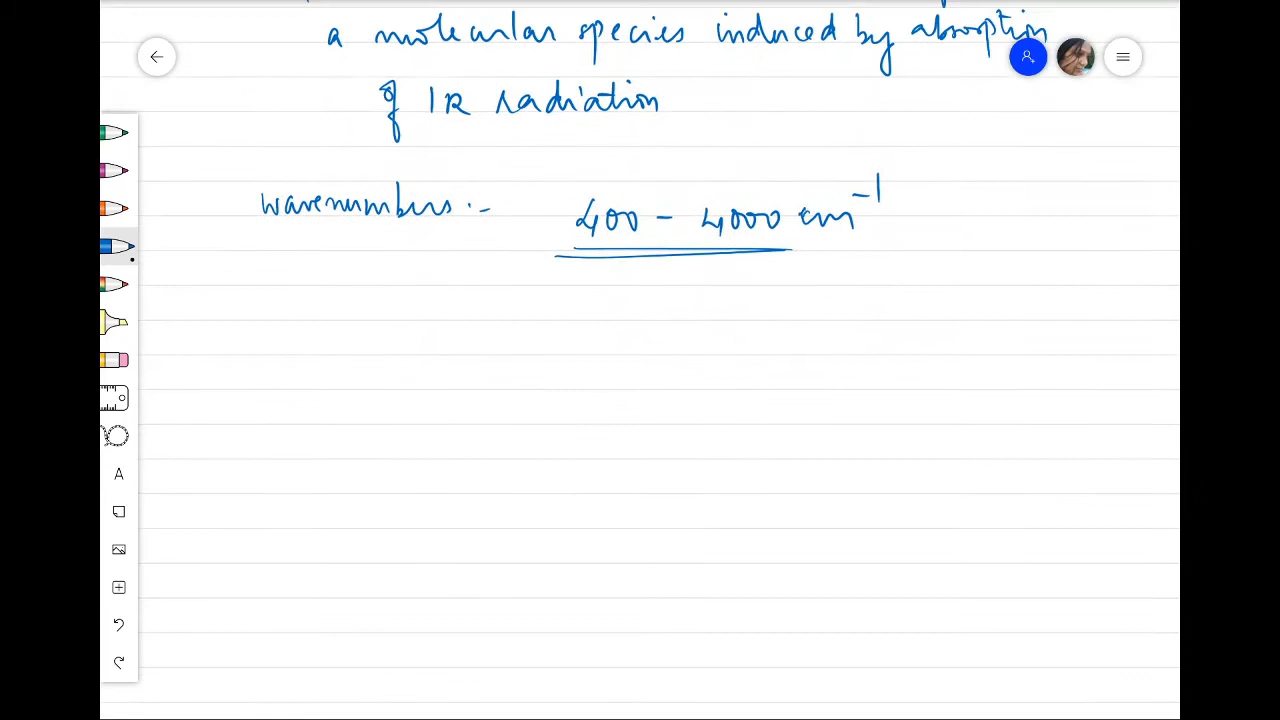 a molecular species induced by absorption
of IR radiation
wavenumbers :- 400 - 4000 cm⁻¹
A